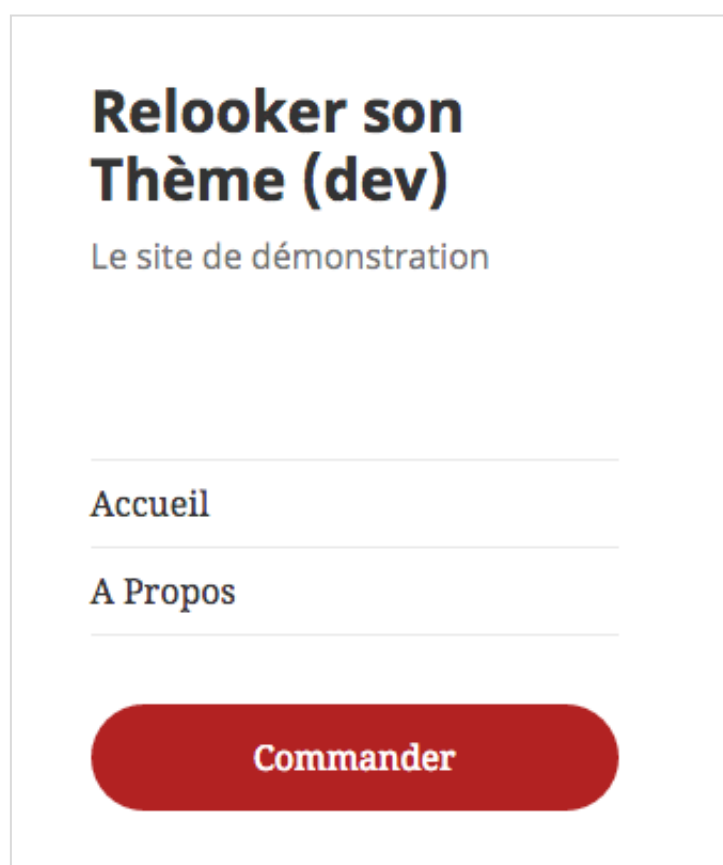 Relooker son
Thème (dev)
Le site de démonstration
Accueil
A Propos
Commander